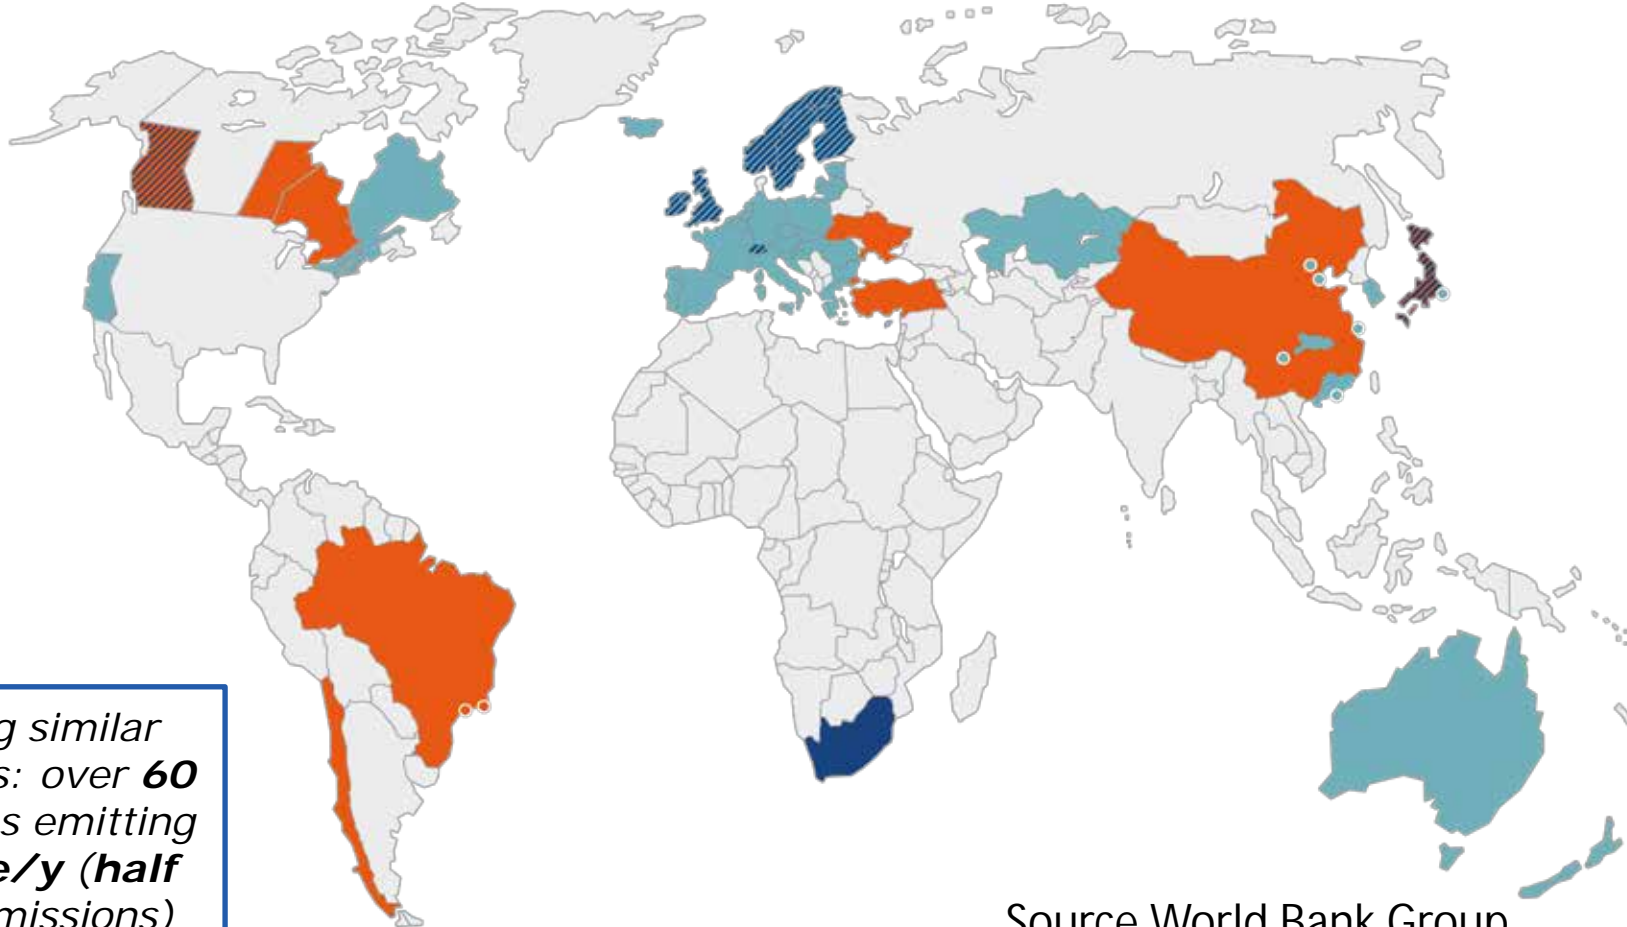 g similar
s: over 60
s emitting
e/y (half
missions)
Source World Bank Group